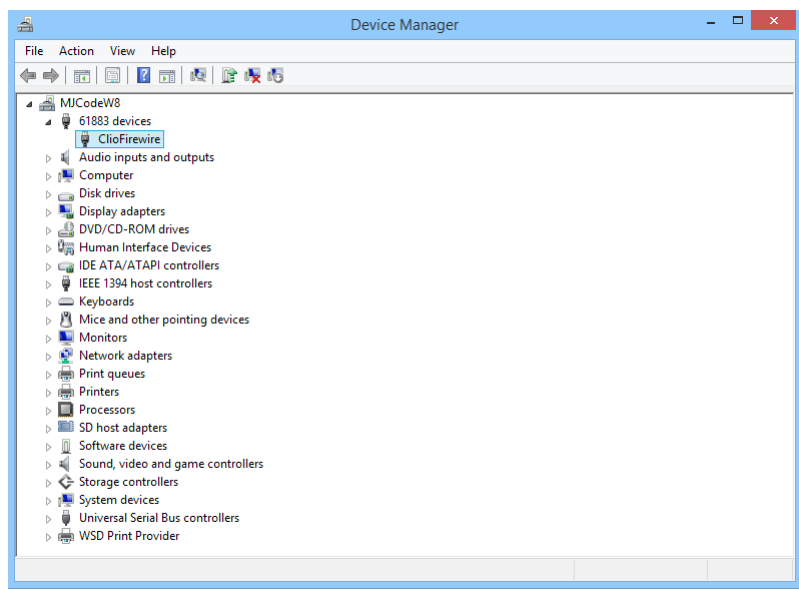 Device Manager
File Action View Help
MJCodeW8
61883 devices
ClioFirewire
Audio inputs and outputs
Computer
Disk drives
Display adapters
DVD/CD-ROM drives
Human Interface Devices
IDE ATA/ATAPI controllers
IEEE 1394 host controllers
Keyboards
Mice and other pointing devices
Monitors
Network adapters
Print queues
Printers
Processors
SD host adapters
Software devices
Sound, video and game controllers
Storage controllers
System devices
Universal Serial Bus controllers
WSD Print Provider